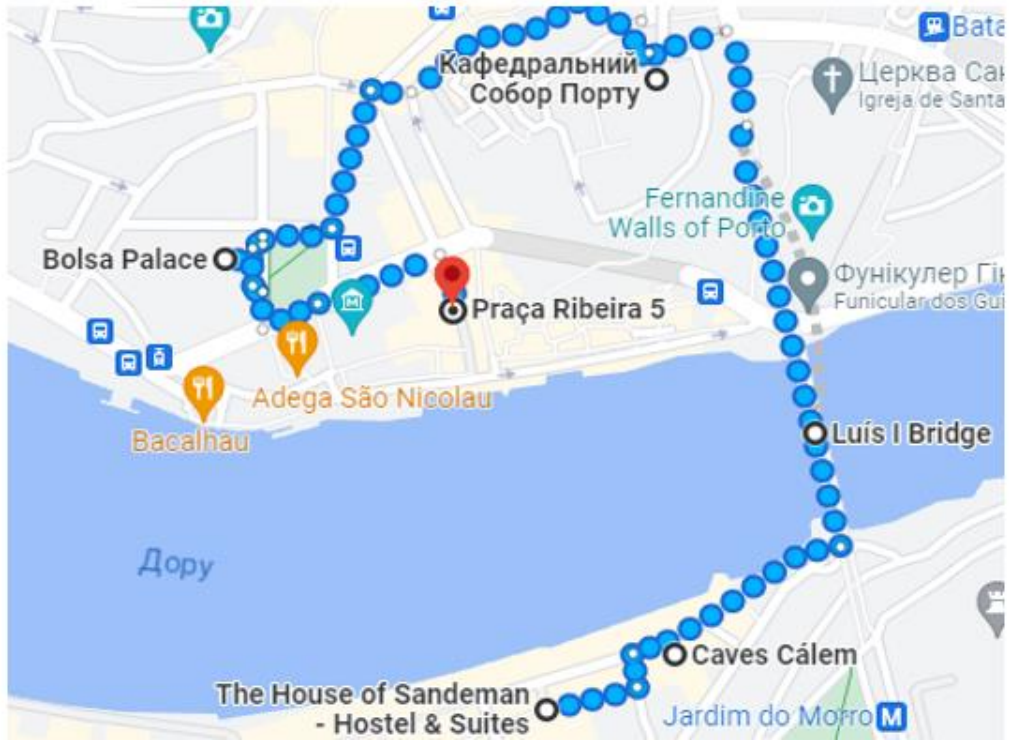 Bata
Кафедральний
Собор Порту
Церква Сан
Igreja de Santa
Fernandine
Walls of Porto
Bolsa Palace
Фунікулер Гін
Funicular dos Gui
Praça Ribeira 5
Adega São Nicolau
Bacalhau
Luís I Bridge
Дору
Caves Cálem
The House of Sandeman
- Hostel & Suites
Jardim do Morro M